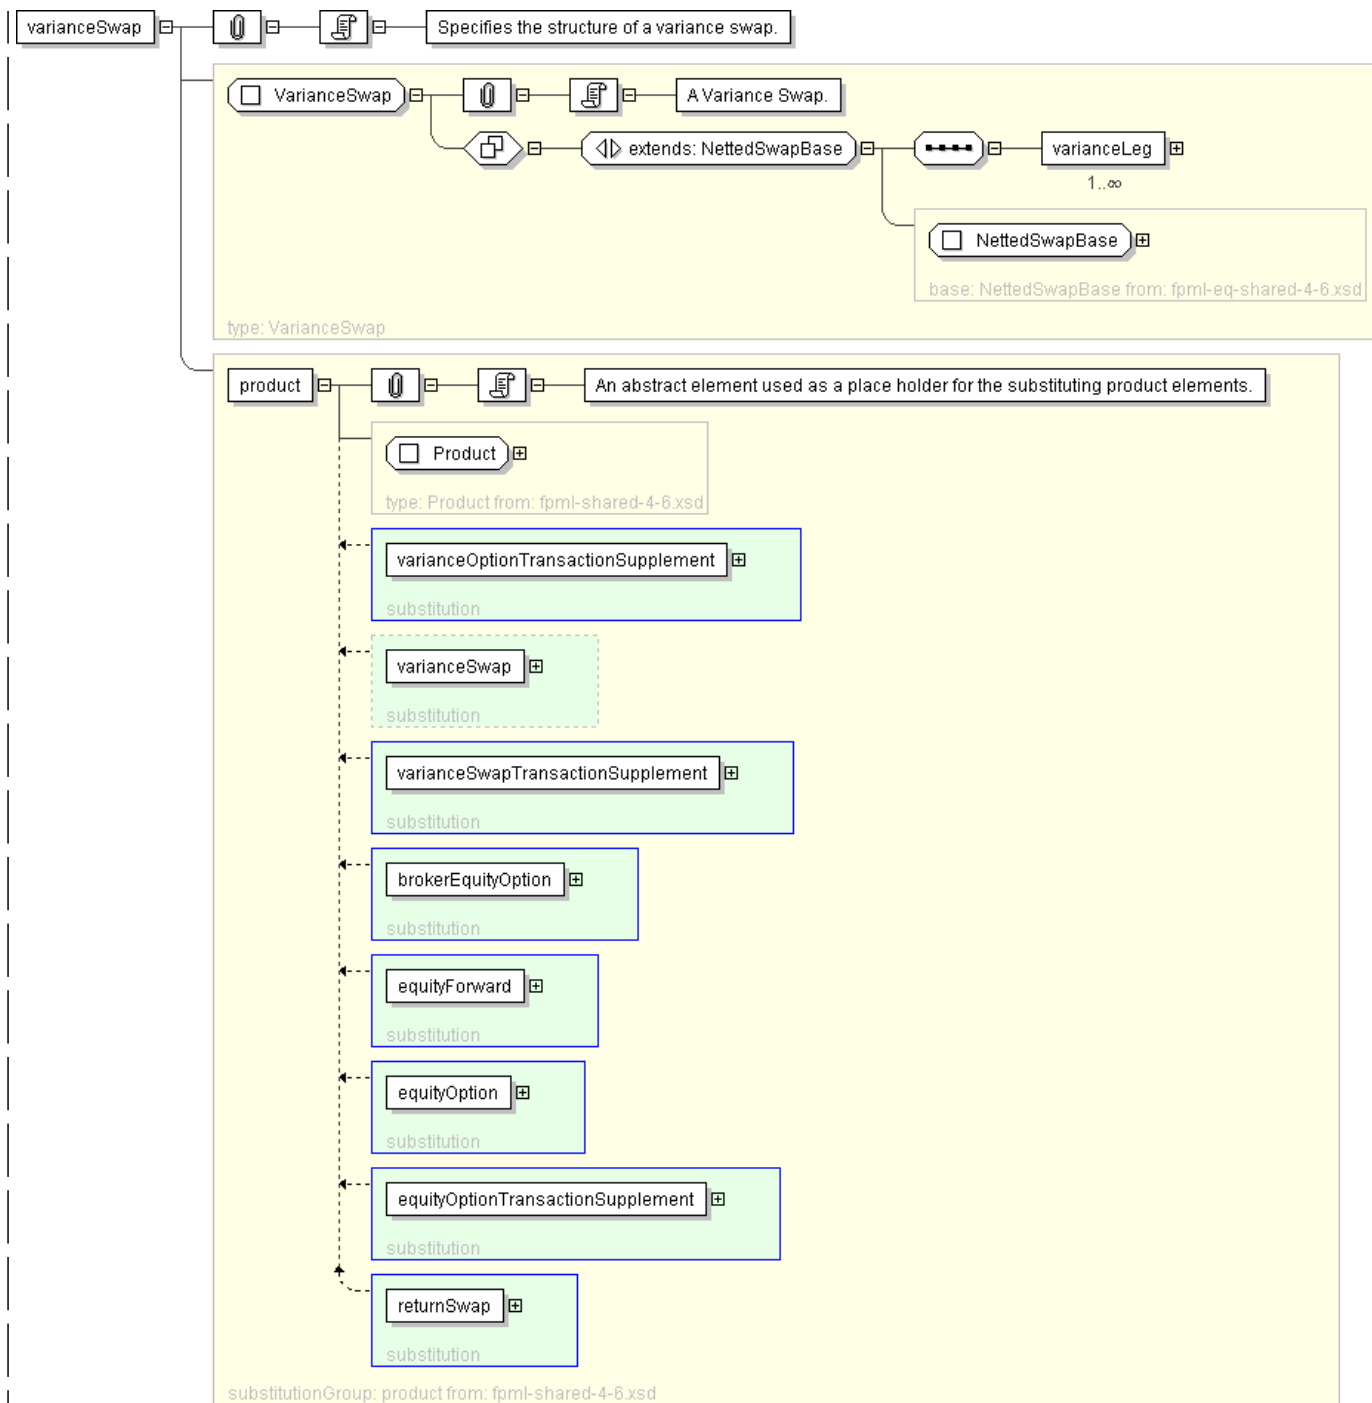 varianceSwap
Specifies the structure of a variance swap.
VarianceSwap
A Variance Swap.
extends: NettedSwapBase
varianceLeg
1..∞
NettedSwapBase
base: NettedSwapBase from: fpml-eq-shared-4-6.xsd
type: VarianceSwap
product
An abstract element used as a place holder for the substituting product elements.
Product
type: Product from: fpml-shared-4-6.xsd
varianceOptionTransactionSupplement
substitution
varianceSwap
substitution
varianceSwapTransactionSupplement
substitution
brokerEquityOption
substitution
equityForward
substitution
equityOption
substitution
equityOptionTransactionSupplement
substitution
returnSwap
substitution
substitutionGroup: product from: fpml-shared-4-6.xsd